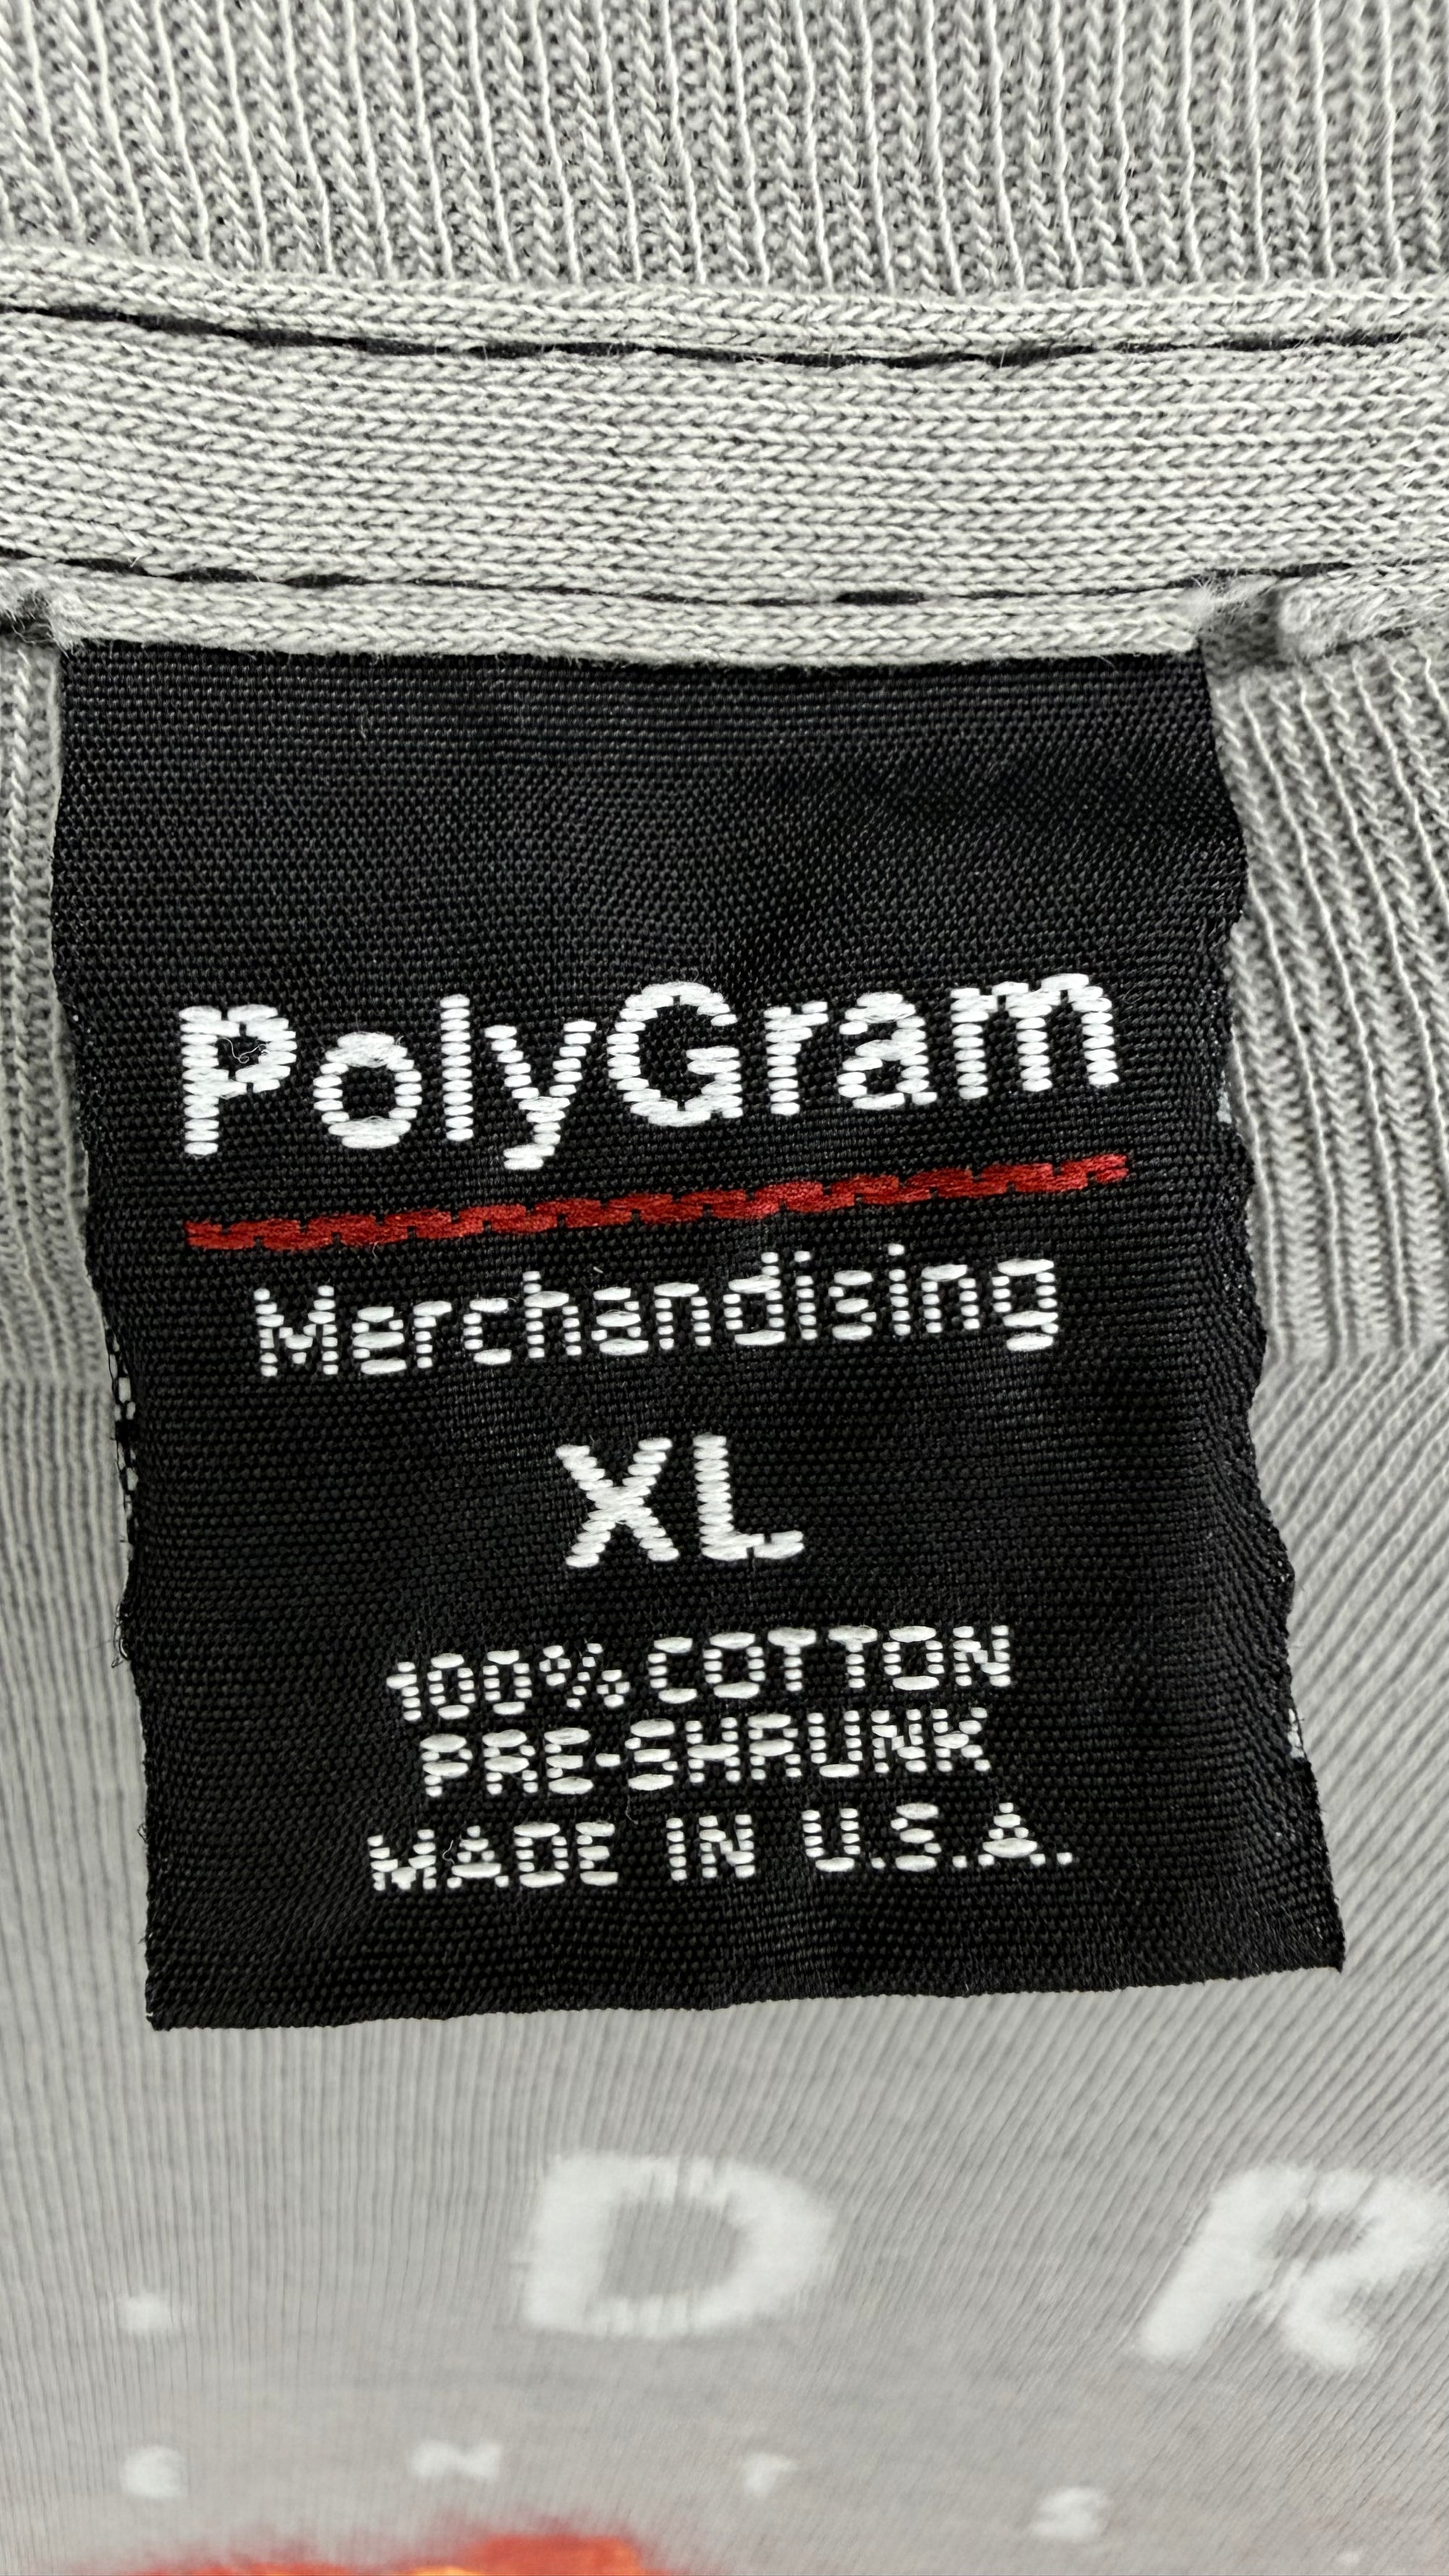 PolyGram
Merchandising
XL
100% COTTON
PRE-SHRUNK
MADE IN U.S.A.
D R
E N T S